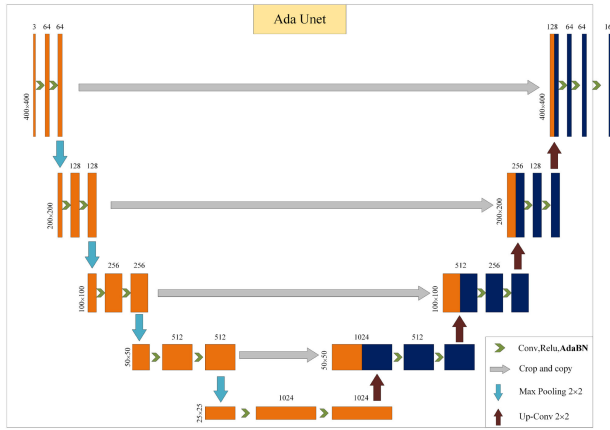 Ada Unet
3 64 64
128 64 64 16
400×400
400×400
128 128
256 128
200×200
200×200
256 256
512 256
100×100
100×100
512 512
1024 512
50×50
50×50
1024 1024
25×25
Conv,Relu,AdaBN
Crop and copy
Max Pooling 2×2
Up-Conv 2×2